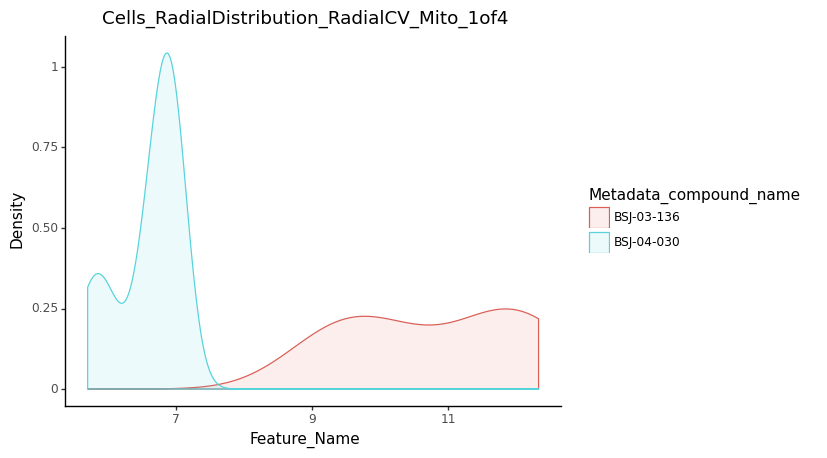 Cells_RadialDistribution_RadialCV_Mito_1of4
1
0.75
0.50
0.25
0
7
9
11
Density
Feature_Name
Metadata_compound_name
BSJ-03-136
BSJ-04-030